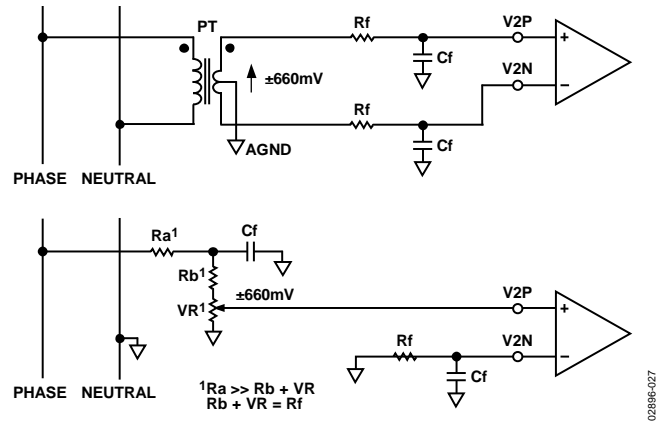 PT
Rf
V2P
+
Cf
±660mV
V2N
−
Rf
AGND
Cf
PHASE NEUTRAL
Ra¹
Cf
Rb¹
±660mV
VR¹
V2P
+
Rf
V2N
−
Cf
PHASE NEUTRAL
¹Ra >> Rb + VR
Rb + VR = Rf
02896-027